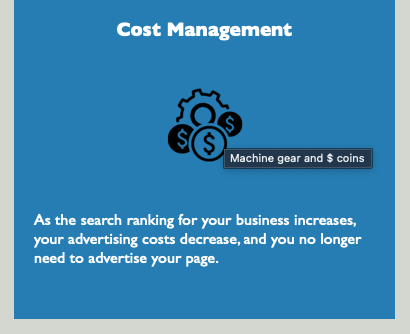 Cost Management
$
$
$
Machine gear and $ coins
As the search ranking for your business increases,
your advertising costs decrease, and you no longer
need to advertise your page.